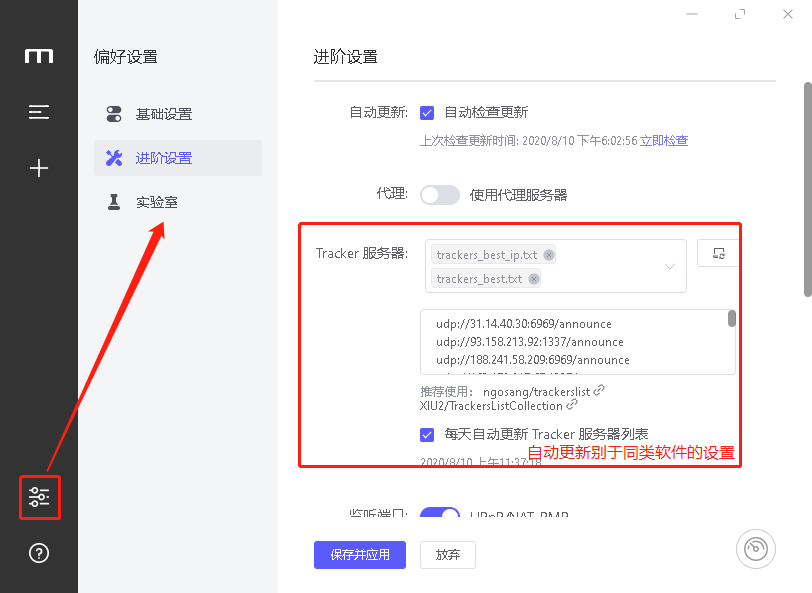 m
偏好设置
基础设置
进阶设置
实验室
进阶设置
自动更新:
自动检查更新
上次检查更新时间: 2020/8/10 下午6:02:56 立即检查
代理:
使用代理服务器
Tracker 服务器:
trackers_best_ip.txt
trackers_best.txt
udp://31.14.40.30:6969/announce
udp://93.158.213.92:1337/announce
udp://188.241.58.209:6969/announce
推荐使用: ngosang/trackerslist
XIU2/TrackersListCollection
每天自动更新 Tracker 服务器列表
自动更新别于同类软件的设置
2020/8/10 上午11:37:18
监听端口:
UPnP/NAT-PMP
保存并应用
放弃